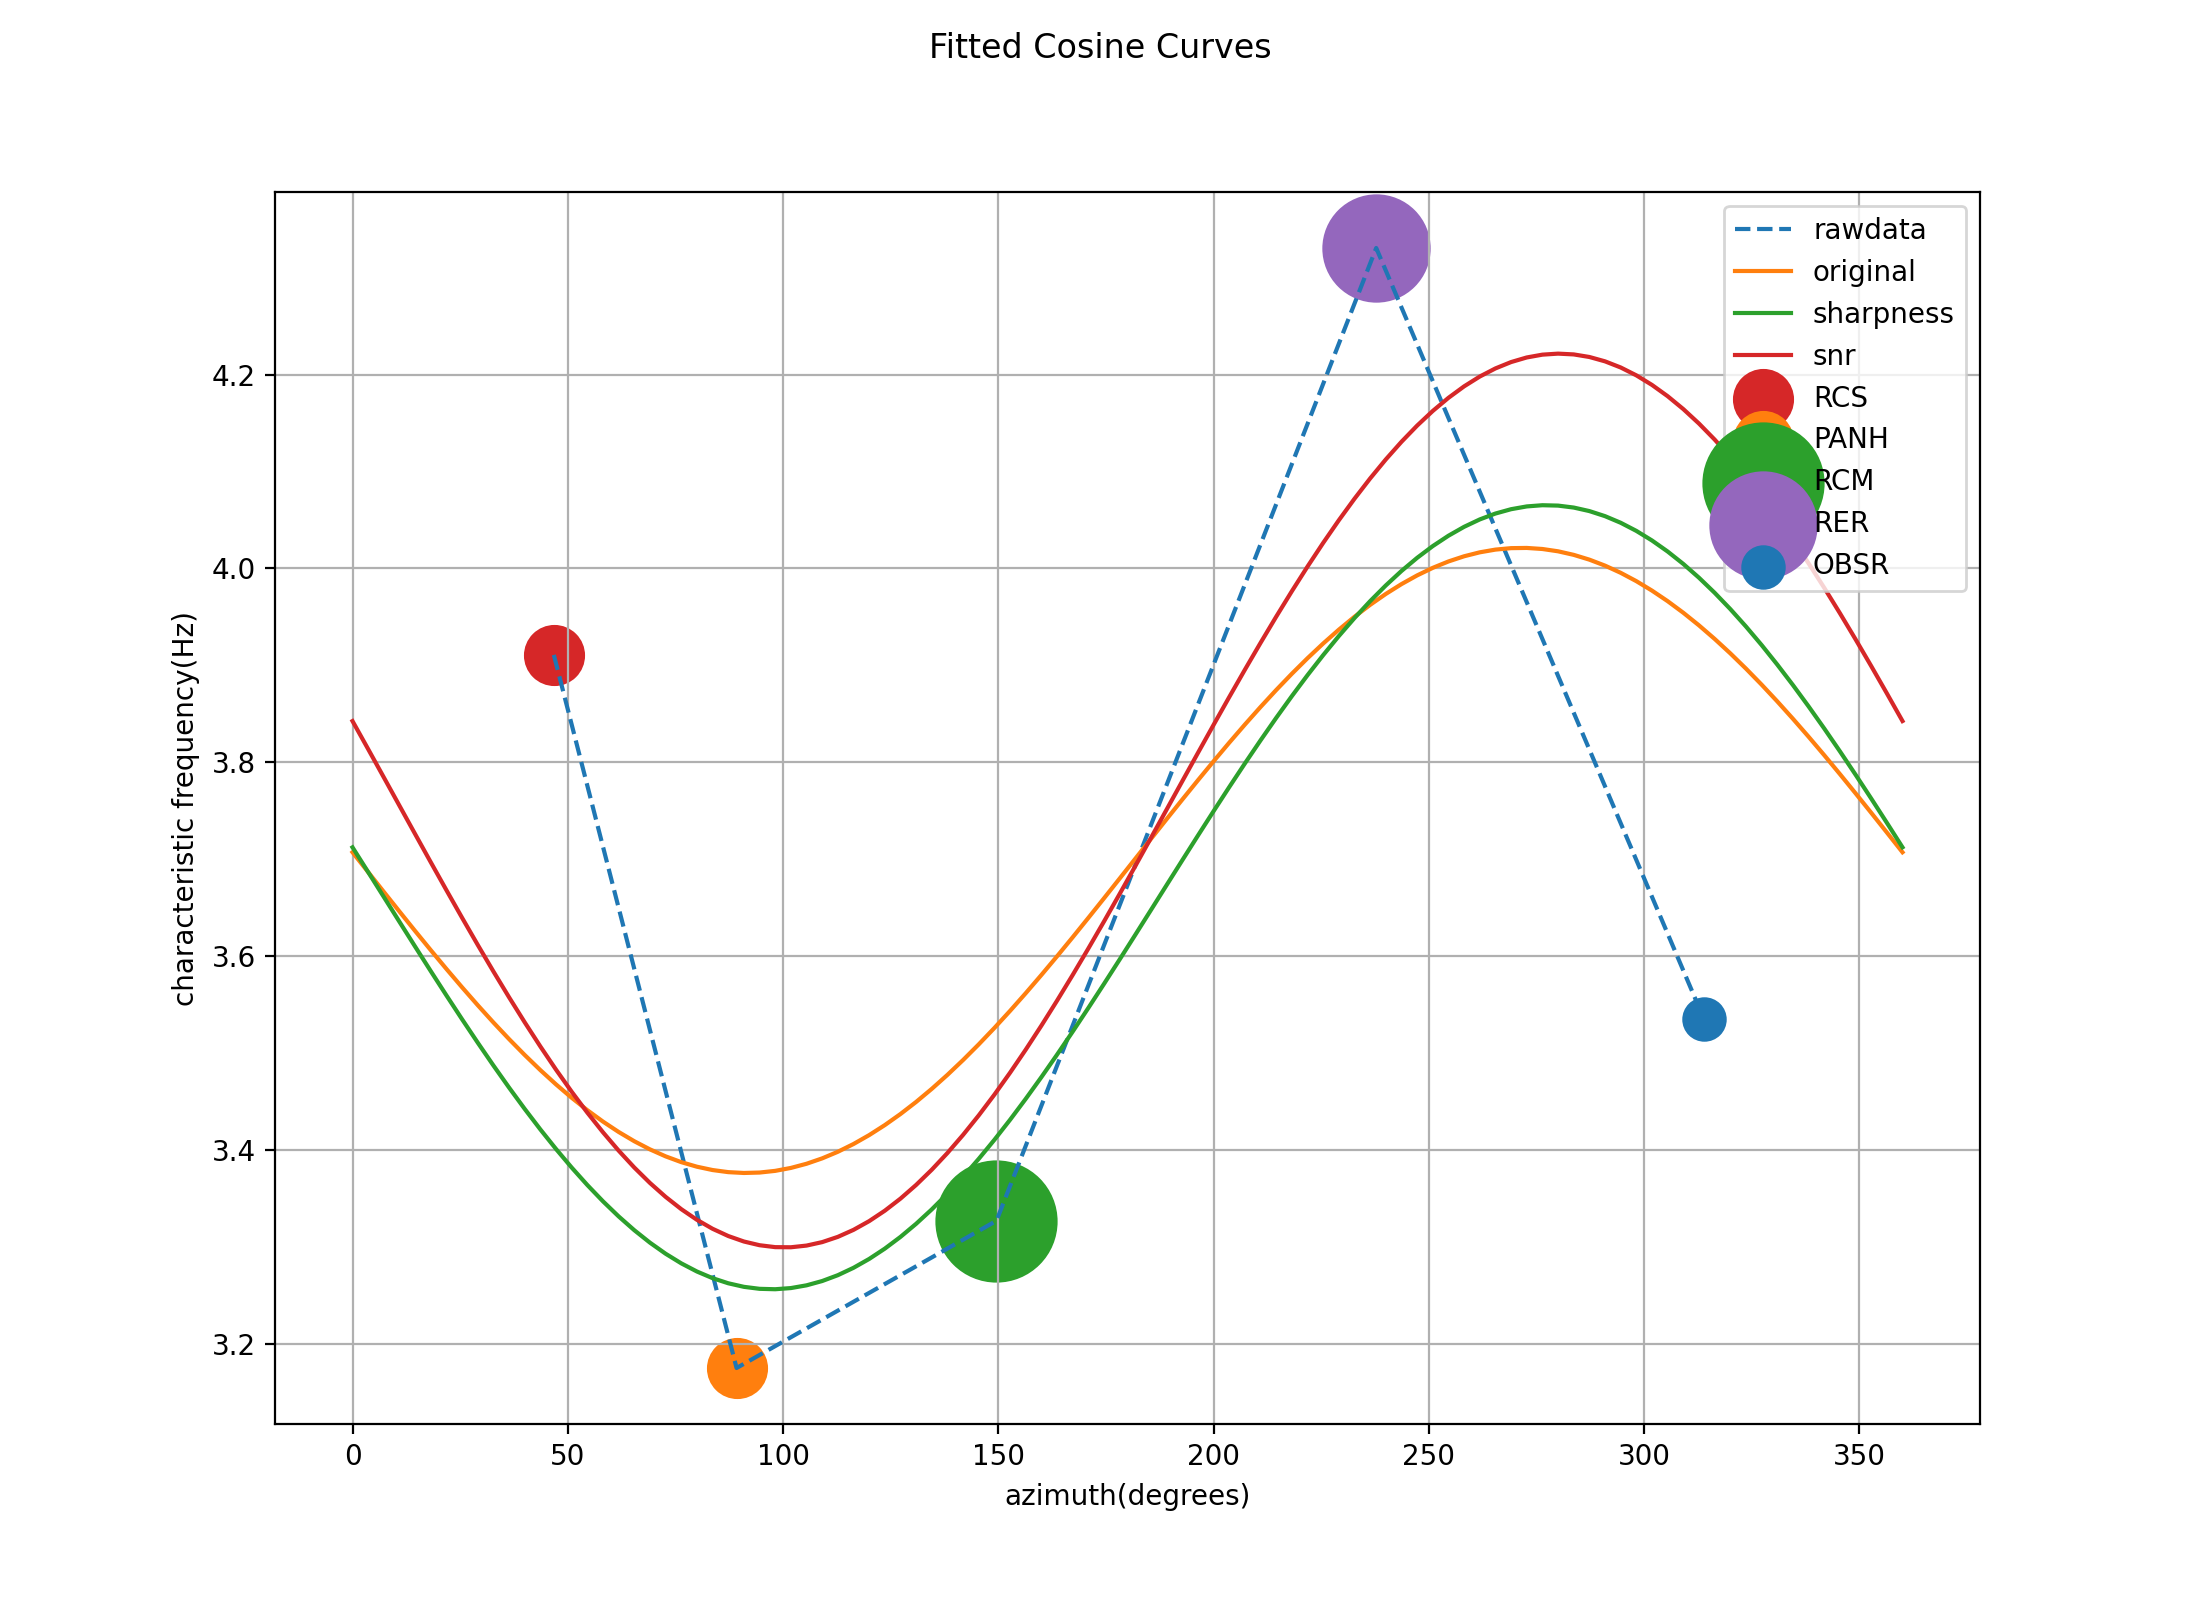 Fitted Cosine Curves
rawdata
original
sharpness
snr
RCS
PANH
RCM
RER
OBSR
characteristic frequency(Hz)
4.2
4.0
3.8
3.6
3.4
3.2
0 50 100 150 200 250 300 350
azimuth(degrees)